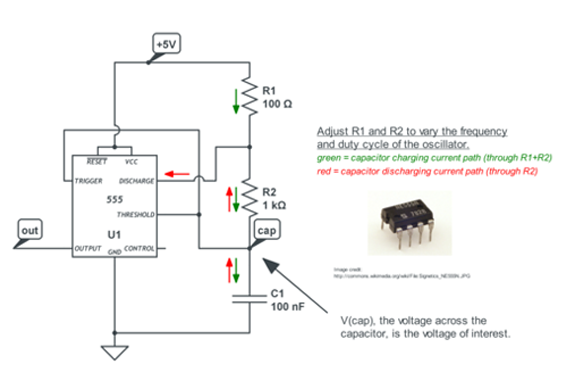 +5V
R1
100 Ω
RESET
VCC
TRIGGER
DISCHARGE
555
THRESHOLD
U1
OUTPUT
GND
CONTROL
out
R2
1 kΩ
cap
C1
100 nF
Adjust R1 and R2 to vary the frequency
and duty cycle of the oscillator.
green = capacitor charging current path (through R1+R2)
red = capacitor discharging current path (through R2)
Image credit:
http://commons.wikimedia.org/wiki/File:Signetics_NE555N.JPG
V(cap), the voltage across the
capacitor, is the voltage of interest.